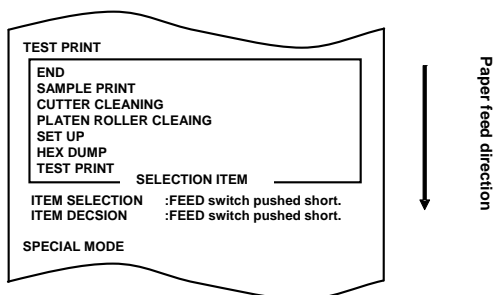 TEST PRINT
END
SAMPLE PRINT
CUTTER CLEANING
PLATEN ROLLER CLEAING
SET UP
HEX DUMP
TEST PRINT
SELECTION ITEM
ITEM SELECTION :FEED switch pushed short.
ITEM DECSION :FEED switch pushed short.
SPECIAL MODE
Paper feed direction